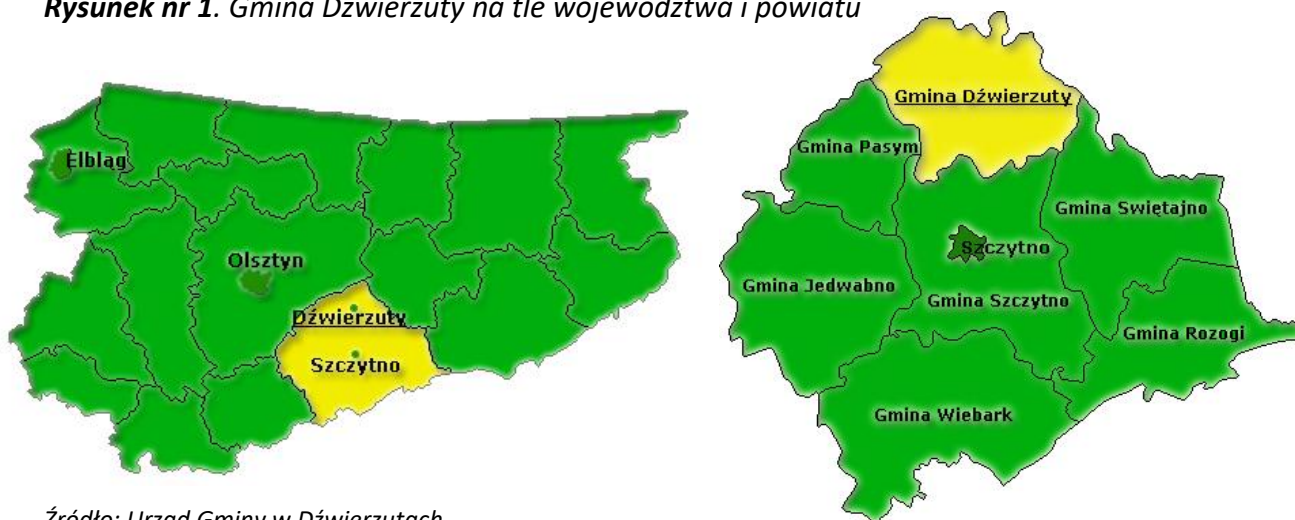 Rysunek nr 1. Gmina Dźwierzuty na tle województwa i powiatu
Elbląg
Olsztyn
Dźwierzuty
Szczytno
Gmina Dźwierzuty
Gmina Pasym
Gmina Swiętajno
Szczytno
Gmina Jedwabno
Gmina Szczytno
Gmina Rozogi
Gmina Wiebark
Źródło: Urząd Gminy w Dźwierzutach